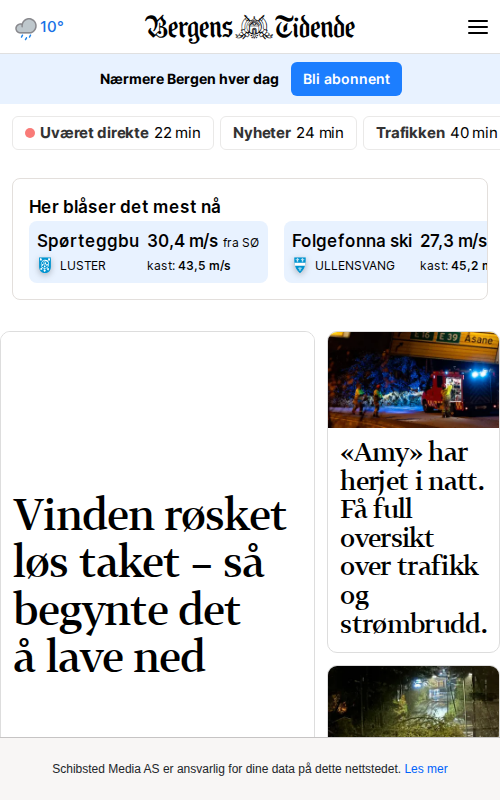 10°
Bergens Tidende
Nærmere Bergen hver dag
Bli abonnent
Uværet direkte 22 min
Nyheter 24 min
Trafikken 40 min
Her blåser det mest nå
Spørteggbu 30,4 m/s fra SØ
LUSTER kast: 43,5 m/s
Folgefonna ski 27,3 m/s
ULLENSVANG kast: 45,2 m
Vinden røsket
løs taket – så
begynte det
å lave ned
E 16 E 39 Åsane
«Amy» har
herjet i natt.
Få full
oversikt
over trafikk
og
strømbrudd.
Schibsted Media AS er ansvarlig for dine data på dette nettstedet. Les mer